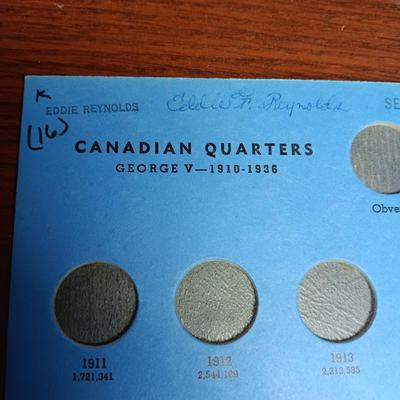 K
EDDIE REYNOLDS Eddie F. Reynolds SE
(16)
CANADIAN QUARTERS
GEORGE V—1910-1936
Obve
1911 1912 1913
1,721,341 2,544,199 2,213,595